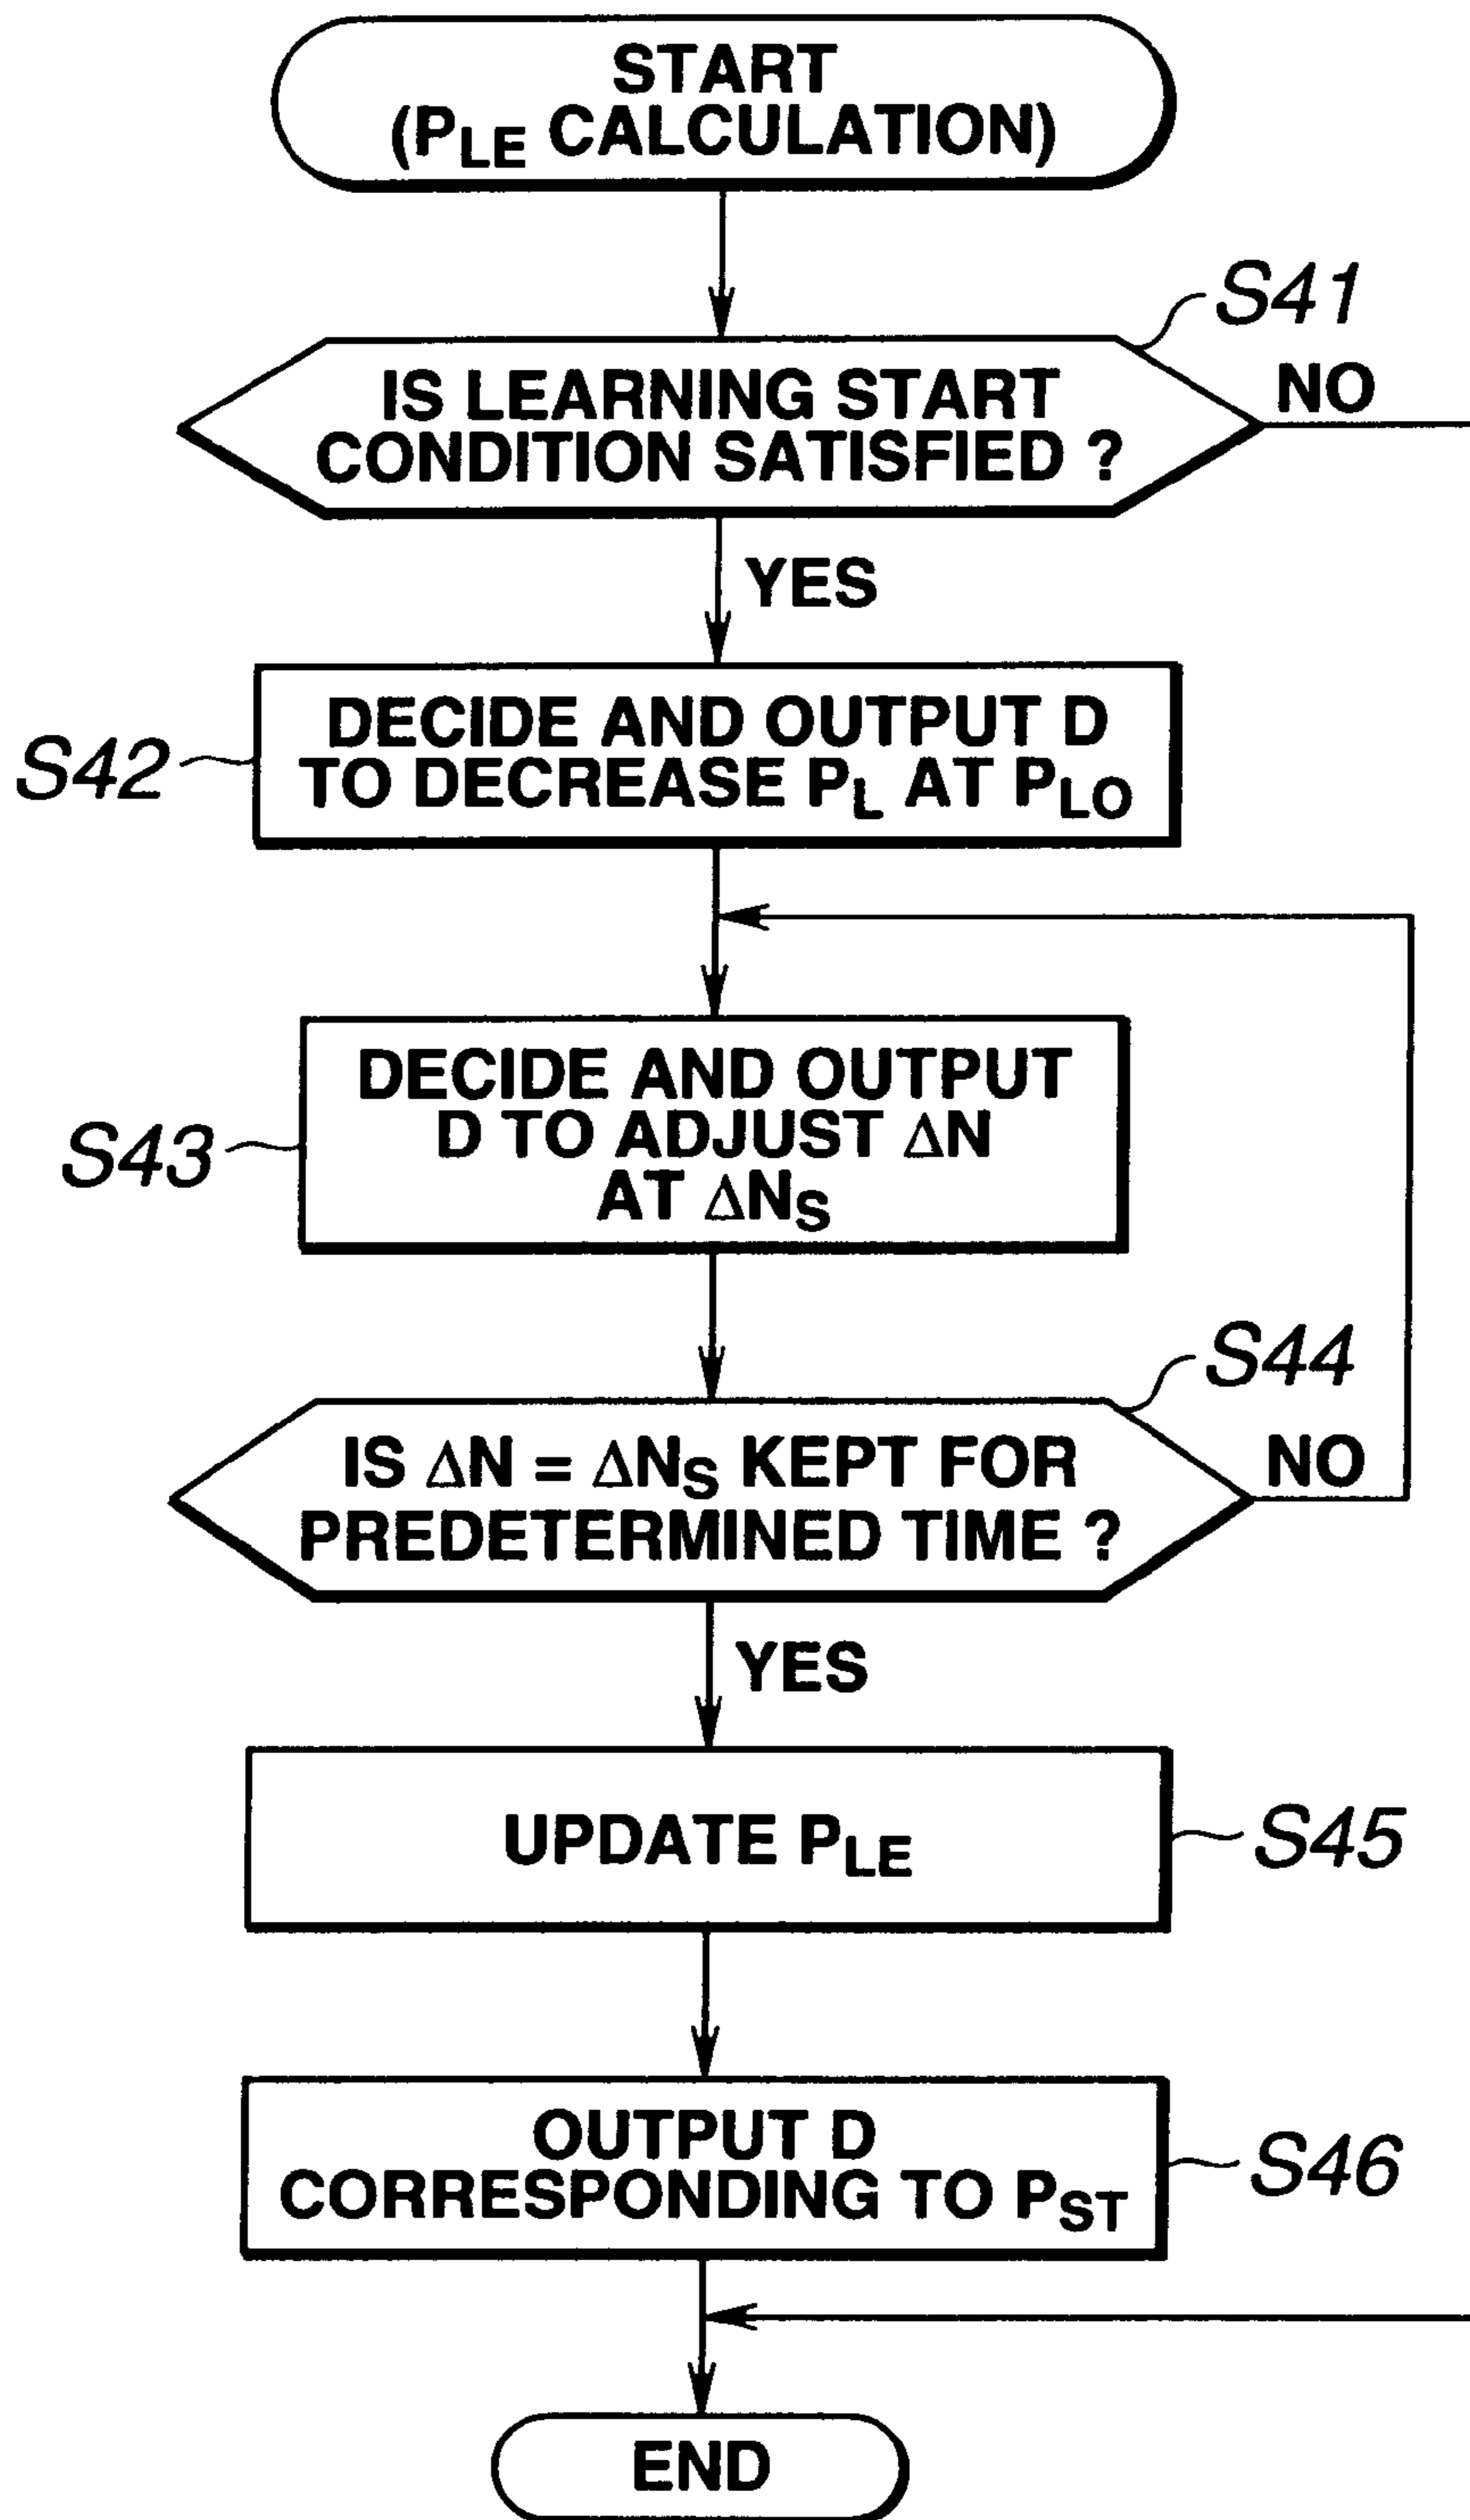 START
(PLE CALCULATION)
S41
IS LEARNING START
CONDITION SATISFIED ?
NO
YES
S42
DECIDE AND OUTPUT D
TO DECREASE PL AT PLO
DECIDE AND OUTPUT
D TO ADJUST ΔN
AT ΔNS
S43
S44
IS ΔN = ΔNS KEPT FOR
PREDETERMINED TIME ?
NO
YES
UPDATE PLE
S45
OUTPUT D
CORRESPONDING TO PST
S46
END